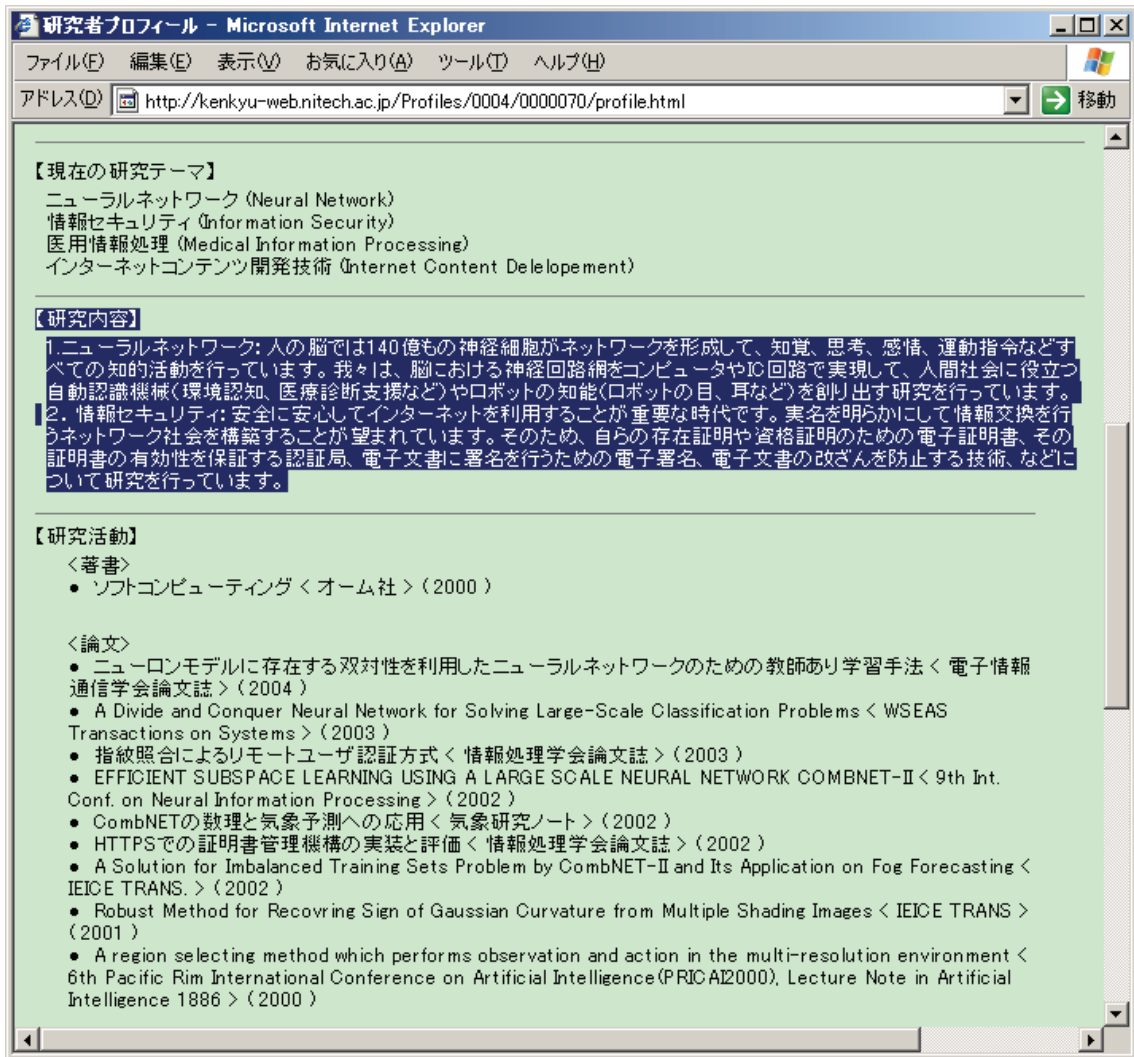 研究者プロフィール - Microsoft Internet Explorer
ファイル(F) 編集(E) 表示(V) お気に入り(A) ツール(T) ヘルプ(H)
アドレス(D) http://kenkyu-web.nitech.ac.jp/Profiles/0004/0000070/profile.html 移動
【現在の研究テーマ】
ニューラルネットワーク (Neural Network)
情報セキュリティ (Information Security)
医用情報処理 (Medical Information Processing)
インターネットコンテンツ開発技術 (Internet Content Delelopement)
【研究内容】
1.ニューラルネットワーク: 人の脳では140億もの神経細胞がネットワークを形成して、知覚、思考、感情、運動指令などす
べての知的活動を行っています。我々は、脳における神経回路網をコンピュータやIC回路で実現して、人間社会に役立つ
自動認識機械(環境認知、医療診断支援など)やロボットの知能(ロボットの目、耳など)を創り出す研究を行っています。
2. 情報セキュリティ: 安全に安心してインターネットを利用することが重要な時代です。実名を明らかにして情報交換を行
うネットワーク社会を構築することが望まれています。そのため、自らの存在証明や資格証明のための電子証明書、その
証明書の有効性を保証する認証局、電子文書に署名を行うための電子署名、電子文書の改ざんを防止する技術、などに
ついて研究を行っています。
【研究活動】
<著書>
● ソフトコンピューティング < オーム社 > ( 2000 )
<論文>
● ニューロンモデルに存在する双対性を利用したニューラルネットワークのための教師あり学習手法 < 電子情報
通信学会論文誌 > ( 2004 )
● A Divide and Conquer Neural Network for Solving Large-Scale Classification Problems < WSEAS
Transactions on Systems > ( 2003 )
● 指紋照合によるリモートユーザ認証方式 < 情報処理学会論文誌 > ( 2003 )
● EFFICIENT SUBSPACE LEARNING USING A LARGE SCALE NEURAL NETWORK COMBNET-II < 9th Int.
Conf. on Neural Information Processing > ( 2002 )
● CombNETの数理と気象予測への応用 < 気象研究ノート > ( 2002 )
● HTTPSでの証明書管理機構の実装と評価 < 情報処理学会論文誌 > ( 2002 )
● A Solution for Imbalanced Training Sets Problem by CombNET-II and Its Application on Fog Forecasting <
IEICE TRANS. > ( 2002 )
● Robust Method for Recovring Sign of Gaussian Curvature from Multiple Shading Images < IEICE TRANS >
( 2001 )
● A region selecting method which performs observation and action in the multi-resolution environment <
6th Pacific Rim International Conference on Artificial Intelligence(PRICAI2000), Lecture Note in Artificial
Intelligence 1886 > ( 2000 )